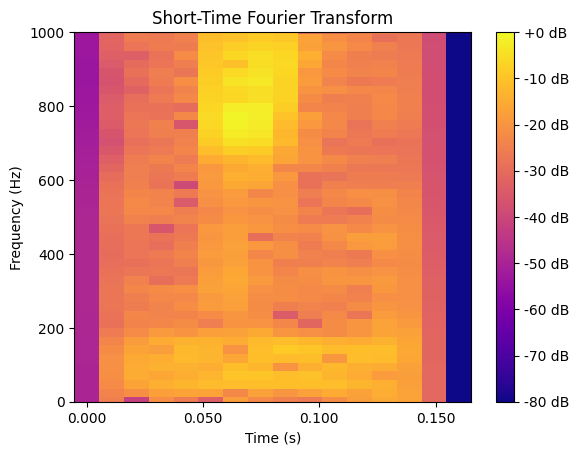 Short-Time Fourier Transform
1000
800
600
400
200
0
Frequency (Hz)
0.000
0.050
0.100
0.150
Time (s)
+0 dB
-10 dB
-20 dB
-30 dB
-40 dB
-50 dB
-60 dB
-70 dB
-80 dB